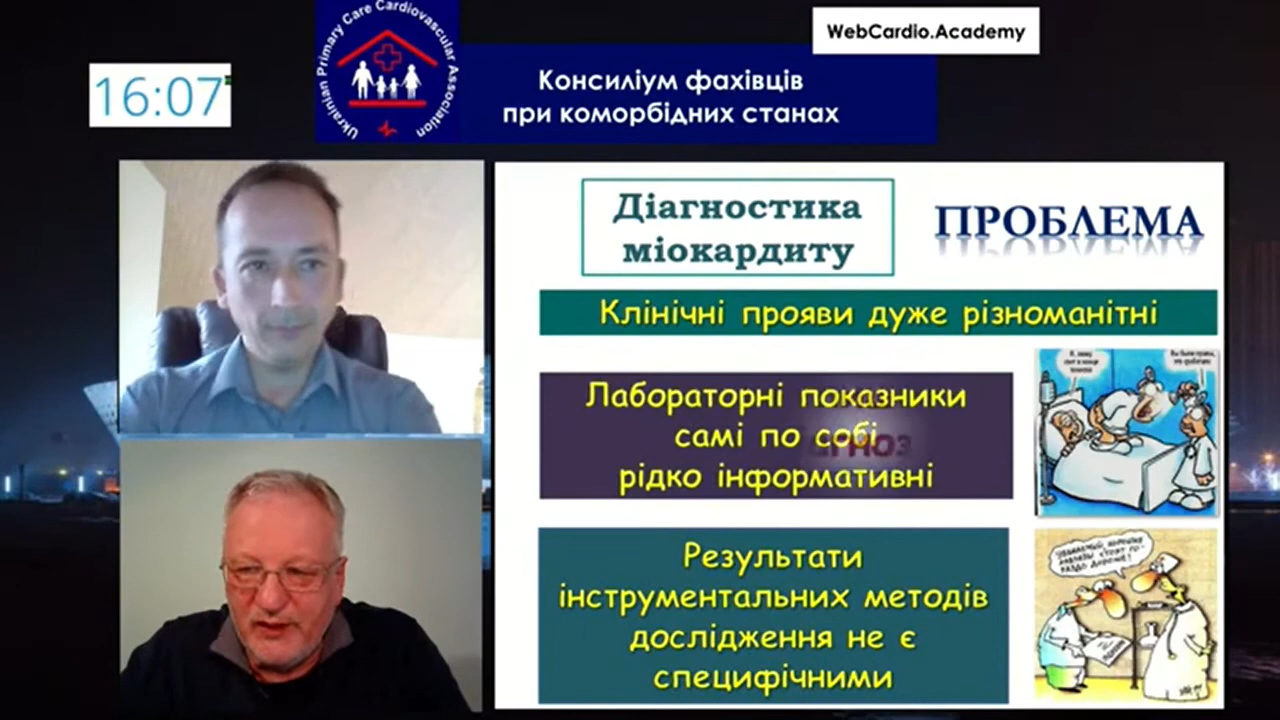 WebCardio.Academy
Ukrainian Primary Care Cardiovascular Association
16:07
Консиліум фахівців
при коморбідних станах
Діагностика
міокардиту
ПРОБЛЕМА
Клінічні прояви дуже різноманітні
Лабораторні показники
самі по собі
рідко інформативні
Результати
інструментальних методів
дослідження не є
специфічними